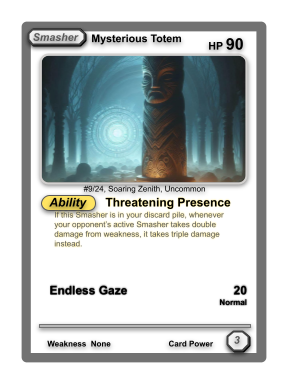 Smasher Mysterious Totem HP 90
#9/24, Soaring Zenith, Uncommon
Ability Threatening Presence
If this Smasher is in your discard pile, whenever
your opponent's active Smasher takes double
damage from weakness, it takes triple damage
instead.
Endless Gaze 20
Normal
Weakness None Card Power 3